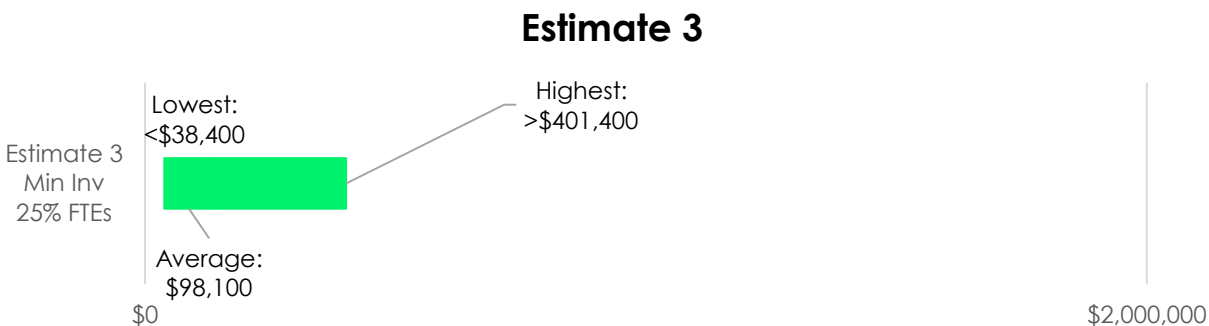 Estimate 3
Lowest:
<$38,400
Highest:
>$401,400
Estimate 3
Min Inv
25% FTEs
Average:
$98,100
$0
$2,000,000